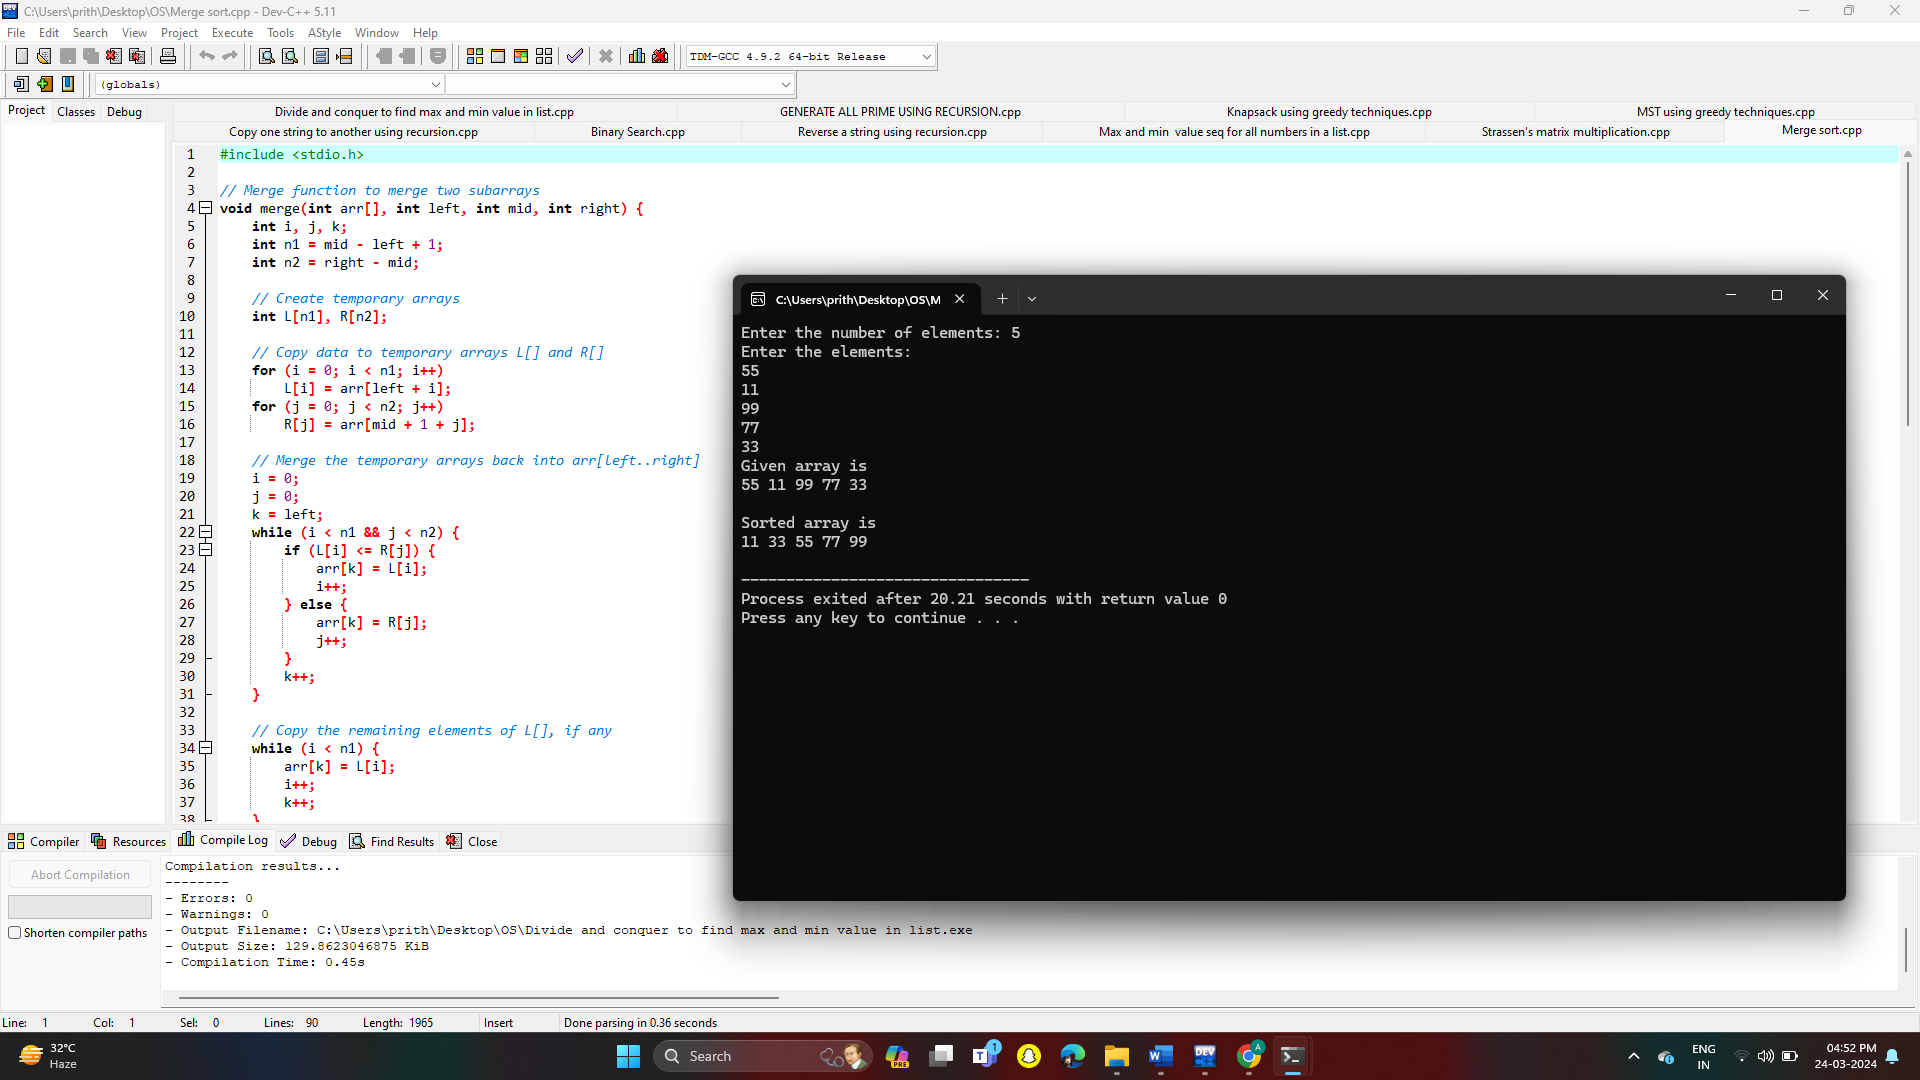 C:\Users\prith\Desktop\OS\Merge sort.cpp - Dev-C++ 5.11
File Edit Search View Project Execute Tools AStyle Window Help
TDM-GCC 4.9.2 64-bit Release
(globals)
Project Classes Debug
Divide and conquer to find max and min value in list.cpp GENERATE ALL PRIME USING RECURSION.cpp Knapsack using greedy techniques.cpp MST using greedy techniques.cpp
Copy one string to another using recursion.cpp Binary Search.cpp Reverse a string using recursion.cpp Max and min value seq for all numbers in a list.cpp Strassen's matrix multiplication.cpp Merge sort.cpp
1 #include <stdio.h>
2
3 // Merge function to merge two subarrays
4 void merge(int arr[], int left, int mid, int right) {
5 int i, j, k;
6 int n1 = mid - left + 1;
7 int n2 = right - mid;
8
9 // Create temporary arrays
10 int L[n1], R[n2];
11
12 // Copy data to temporary arrays L[] and R[]
13 for (i = 0; i < n1; i++)
14 L[i] = arr[left + i];
15 for (j = 0; j < n2; j++)
16 R[j] = arr[mid + 1 + j];
17
18 // Merge the temporary arrays back into arr[left..right]
19 i = 0;
20 j = 0;
21 k = left;
22 while (i < n1 && j < n2) {
23 if (L[i] <= R[j]) {
24 arr[k] = L[i];
25 i++;
26 } else {
27 arr[k] = R[j];
28 j++;
29 }
30 k++;
31 }
32
33 // Copy the remaining elements of L[], if any
34 while (i < n1) {
35 arr[k] = L[i];
36 i++;
37 k++;
38 }
C:\Users\prith\Desktop\OS\M
Enter the number of elements: 5
Enter the elements:
55
11
99
77
33
Given array is
55 11 99 77 33
Sorted array is
11 33 55 77 99
--------------------------------
Process exited after 20.21 seconds with return value 0
Press any key to continue . . .
Compiler Resources Compile Log Debug Find Results Close
Abort Compilation
Shorten compiler paths
Compilation results...
--------
- Errors: 0
- Warnings: 0
- Output Filename: C:\Users\prith\Desktop\OS\Divide and conquer to find max and min value in list.exe
- Output Size: 129.8623046875 KiB
- Compilation Time: 0.45s
Line: 1 Col: 1 Sel: 0 Lines: 90 Length: 1965 Insert Done parsing in 0.36 seconds
32°C
Haze
Search
PRE
1
DEV
A
ENG
IN
04:52 PM
24-03-2024